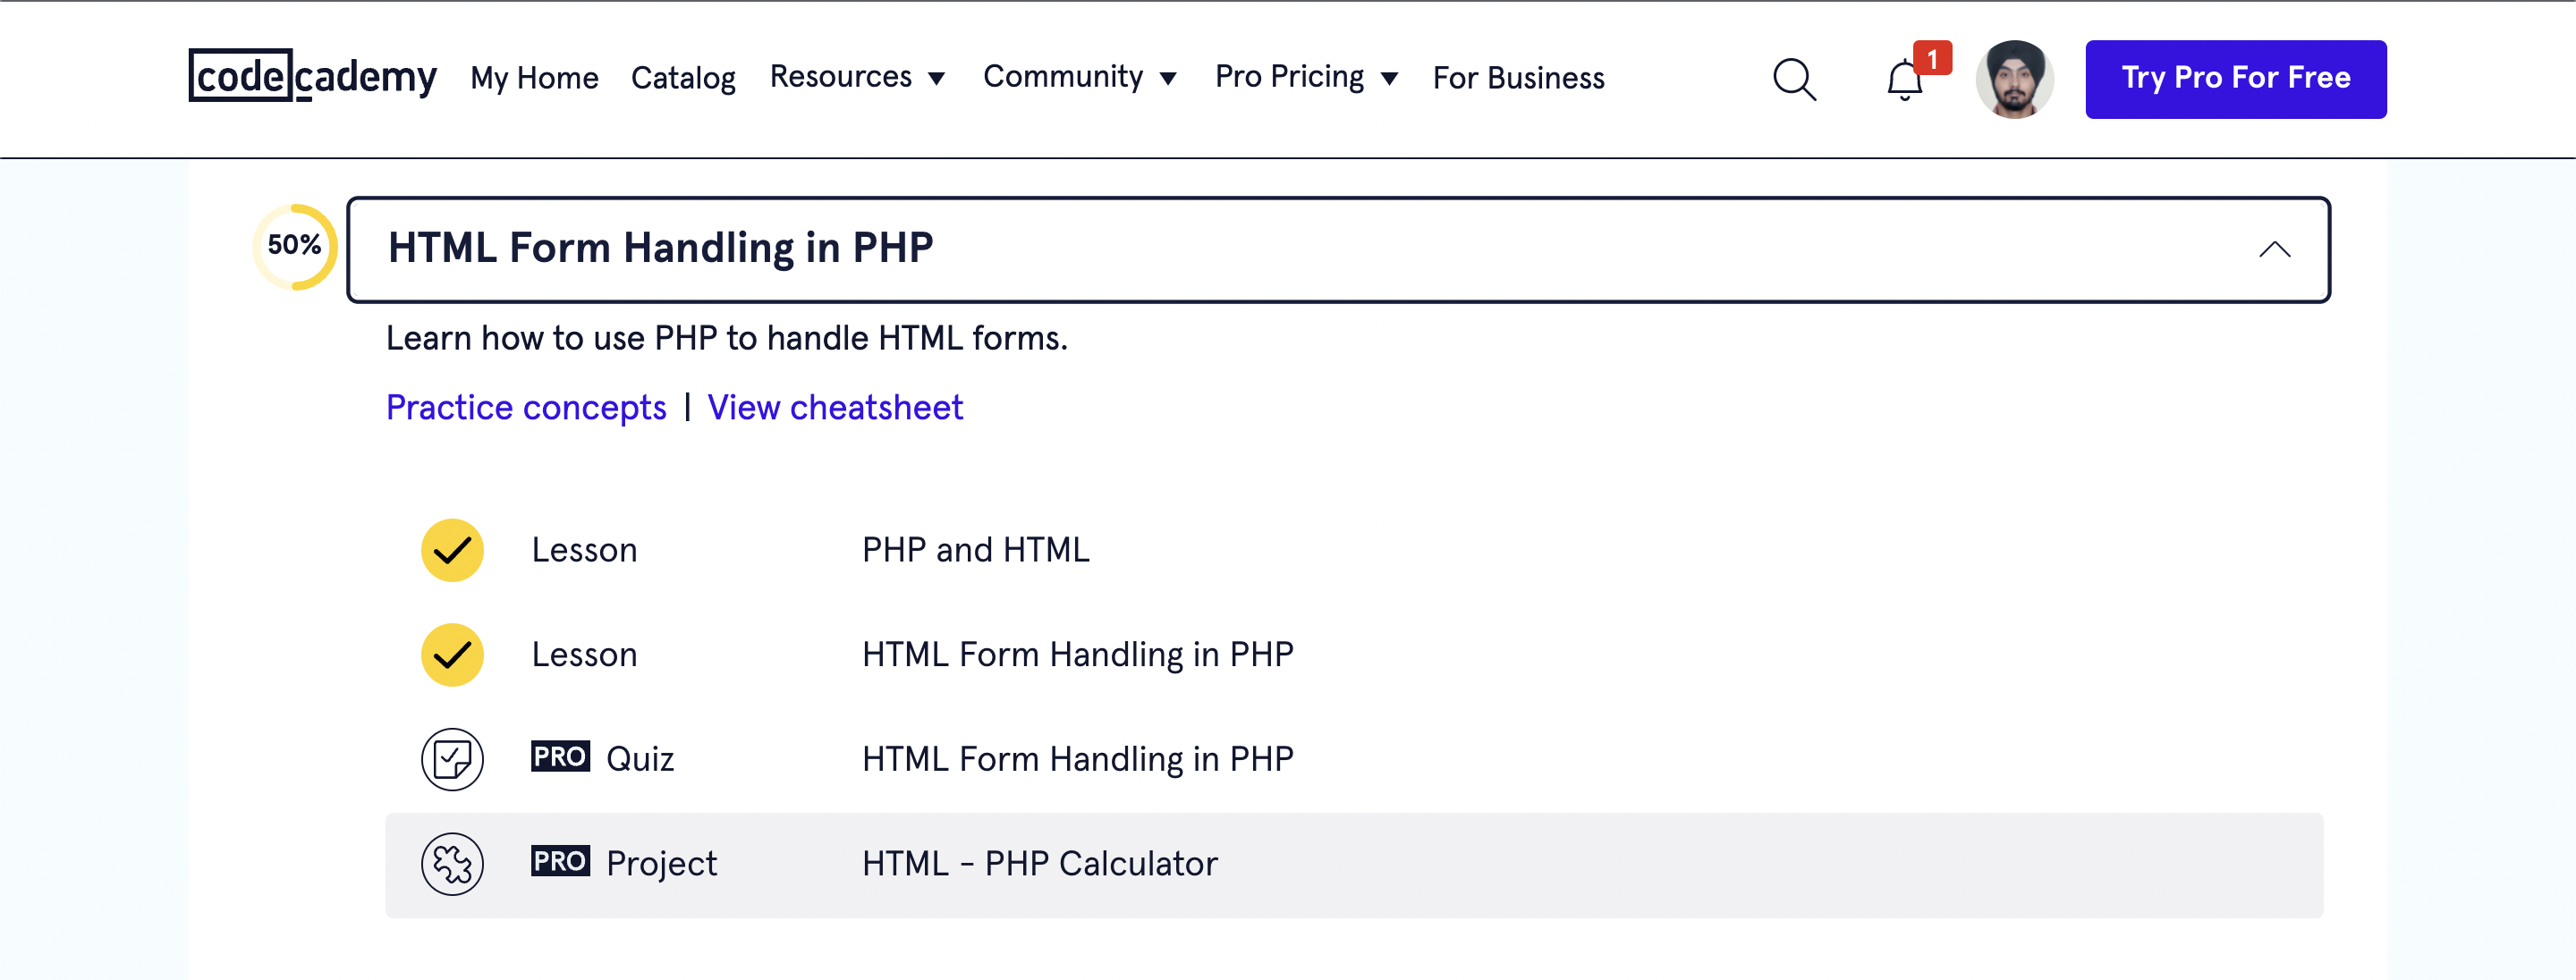 codecademy My Home Catalog Resources Community Pro Pricing For Business 1 Try Pro For Free
50% HTML Form Handling in PHP
Learn how to use PHP to handle HTML forms.
Practice concepts | View cheatsheet
Lesson PHP and HTML
Lesson HTML Form Handling in PHP
PRO Quiz HTML Form Handling in PHP
PRO Project HTML - PHP Calculator